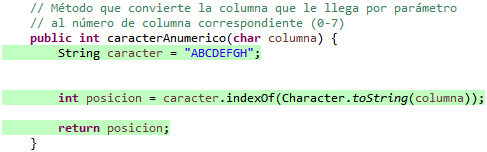 // Método que convierte la columna que le llega por parámetro
// al número de columna correspondiente (0-7)
public int caracterAnumerico(char columna) {
String caracter = "ABCDEFGH";
int posicion = caracter.indexOf(Character.toString(columna));
return posicion;
}